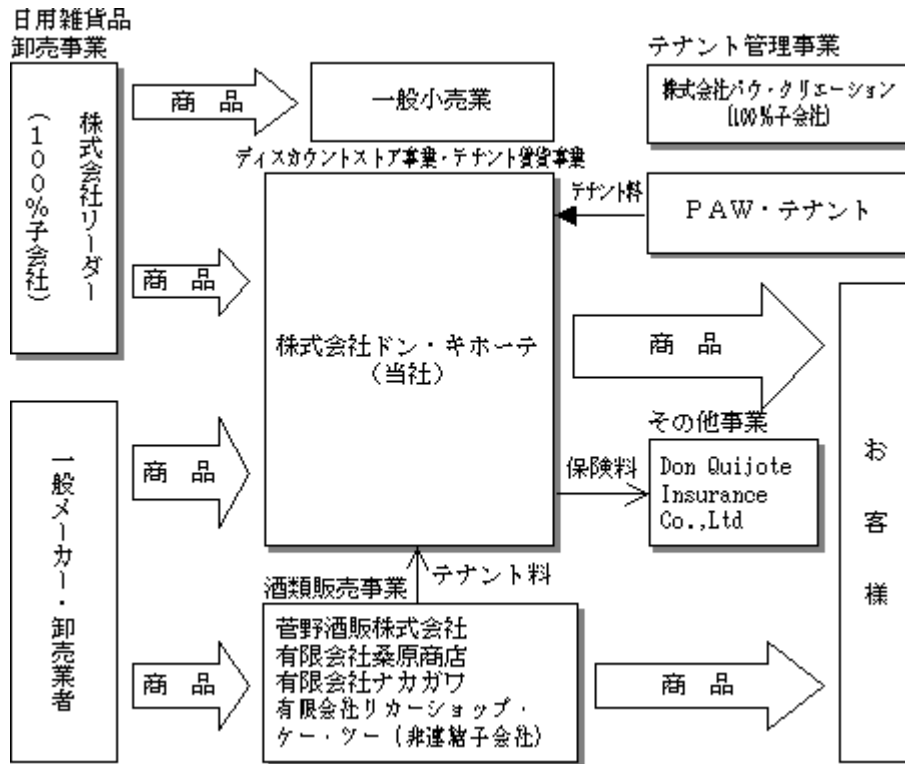 日用雑貨品
卸売事業
株式会社リーダー
(100%子会社)
商 品
一般小売業
テナント管理事業
株式会社パウ・クリエーション
(100%子会社)
ディスカウントストア事業・テナント賃貸事業
テナント料
PAW・テナント
商 品
株式会社ドン・キホーテ
(当社)
商 品
お客様
一般メーカー・卸売業者
商 品
保険料
その他事業
Don Quijote
Insurance
Co.,Ltd
テナント料
酒類販売事業
商 品
菅野酒販株式会社
有限会社桑原商店
有限会社ナカガワ
有限会社リカーショップ・
ケー・ツー(非連結子会社)
商 品